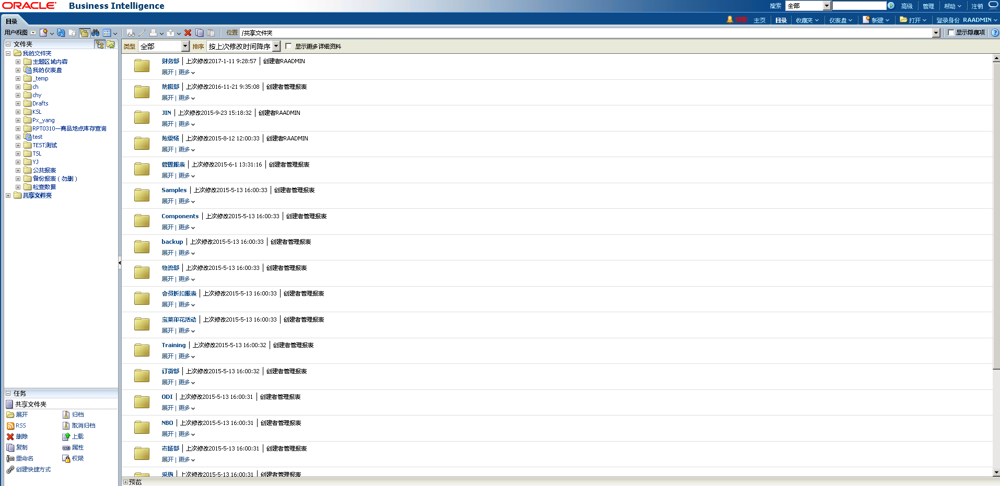 ORACLE Business Intelligence
搜索 全部 高级 管理 帮助 注销
目录
主页 目录 收藏夹 仪表盘 新建 打开 登录身份 RAADMIN
用户视图 位置 /共享文件夹 显示隐藏项
文件夹
我的文件夹
主题区域内容
我的仪表盘
_temp
ch
chy
Drafts
KSL
Px_yang
RPT0310—商品地点库存查询
test
TEST测试
TSL
YJ
公共报表
备份报表（勿删）
检查数据
共享文件夹
任务
共享文件夹
展开 归档
RSS 取消归档
删除 上载
复制 属性
重命名 权限
创建快捷方式
类型 全部 排序 按上次修改时间降序 显示更多详细资料
财务部 | 上次修改2017-1-11 9:28:57 | 创建者RAADMIN
展开 | 更多
防损部 | 上次修改2016-11-21 9:35:08 | 创建者管理报表
展开 | 更多
JIN | 上次修改2015-9-23 15:18:32 | 创建者RAADMIN
展开 | 更多
陈震杨 | 上次修改2015-8-12 12:00:33 | 创建者RAADMIN
展开 | 更多
管理报表 | 上次修改2015-6-1 13:31:16 | 创建者管理报表
展开 | 更多
Samples | 上次修改2015-5-13 16:00:33 | 创建者管理报表
展开 | 更多
Components | 上次修改2015-5-13 16:00:33 | 创建者管理报表
展开 | 更多
backup | 上次修改2015-5-13 16:00:33 | 创建者管理报表
展开 | 更多
物流部 | 上次修改2015-5-13 16:00:33 | 创建者管理报表
展开 | 更多
会员折扣报表 | 上次修改2015-5-13 16:00:33 | 创建者管理报表
展开 | 更多
宝莱印花活动 | 上次修改2015-5-13 16:00:33 | 创建者管理报表
展开 | 更多
Training | 上次修改2015-5-13 16:00:32 | 创建者管理报表
展开 | 更多
订货部 | 上次修改2015-5-13 16:00:32 | 创建者管理报表
展开 | 更多
ODI | 上次修改2015-5-13 16:00:31 | 创建者管理报表
展开 | 更多
NBO | 上次修改2015-5-13 16:00:31 | 创建者管理报表
展开 | 更多
市场部 | 上次修改2015-5-13 16:00:31 | 创建者管理报表
展开 | 更多
采购 | 上次修改2015-5-13 16:00:31 | 创建者管理报表
预览